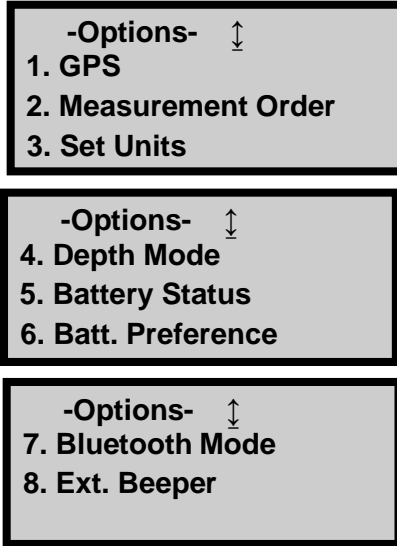 -Options- ↨
1. GPS
2. Measurement Order
3. Set Units
-Options- ↨
4. Depth Mode
5. Battery Status
6. Batt. Preference
-Options- ↨
7. Bluetooth Mode
8. Ext. Beeper